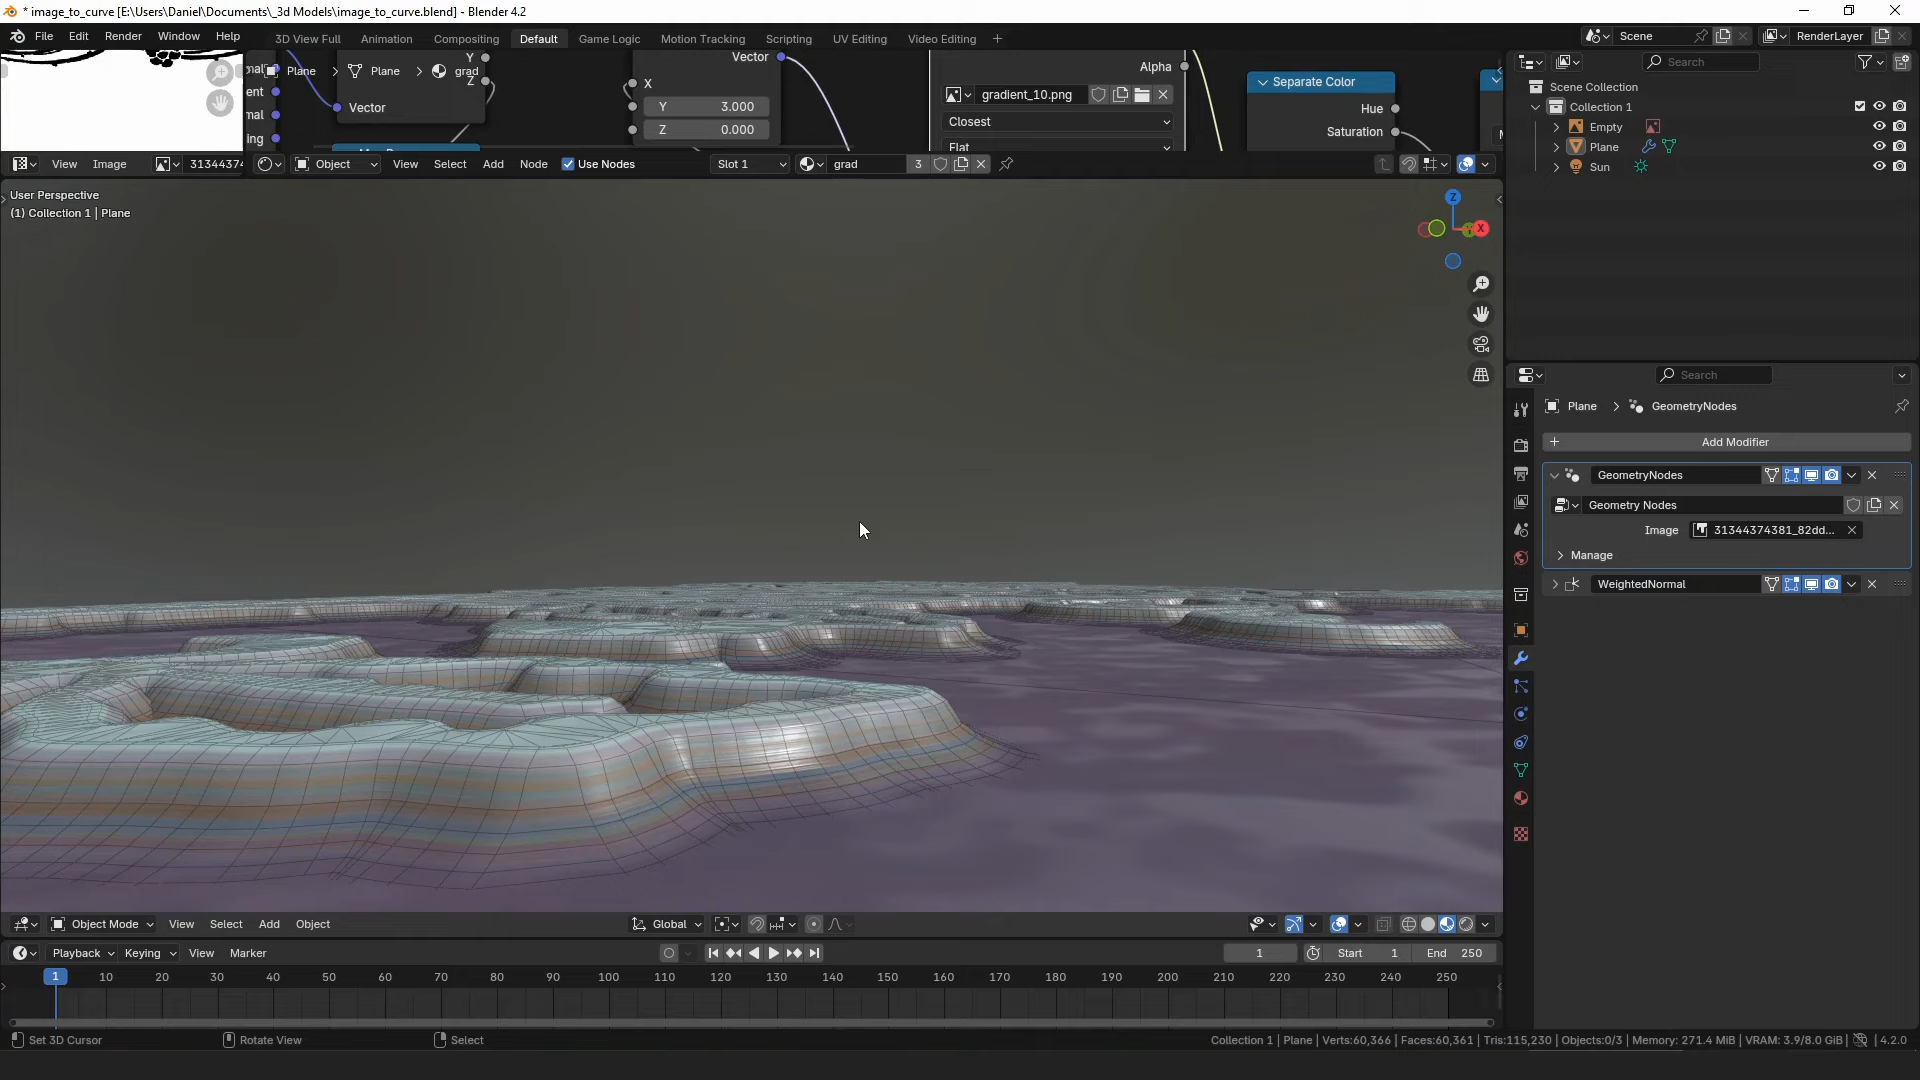 * image_to_curve [E:\Users\Daniel\Documents\_3d Models\image_to_curve.blend] - Blender 4.2
File Edit Render Window Help
3D View Full Animation Compositing Default Game Logic Motion Tracking Scripting UV Editing Video Editing +
Scene RenderLayer
Plane > Plane > grad
Y
Z
Vector
ent
mal
ing
Vector
X
Y 3.000
Z 0.000
Alpha
gradient_10.png
Closest
Flat
Separate Color
Hue
Saturation
View Image 31344374
Object View Select Add Node Use Nodes Slot 1 grad 3
User Perspective
(1) Collection 1 | Plane
Z
X
Search
Scene Collection
Collection 1
Empty
Plane
Sun
Search
Plane > GeometryNodes
+ Add Modifier
GeometryNodes
Geometry Nodes
Image 31344374381_82dd...
Manage
WeightedNormal
Object Mode View Select Add Object Global
Playback Keying View Marker 1 Start 1 End 250
1 10 20 30 40 50 60 70 80 90 100 110 120 130 140 150 160 170 180 190 200 210 220 230 240 250
Set 3D Cursor Rotate View Select
Collection 1 | Plane | Verts:60,366 | Faces:60,361 | Tris:115,230 | Objects:0/3 | Memory: 271.4 MiB | VRAM: 3.9/8.0 GiB | 4.2.0